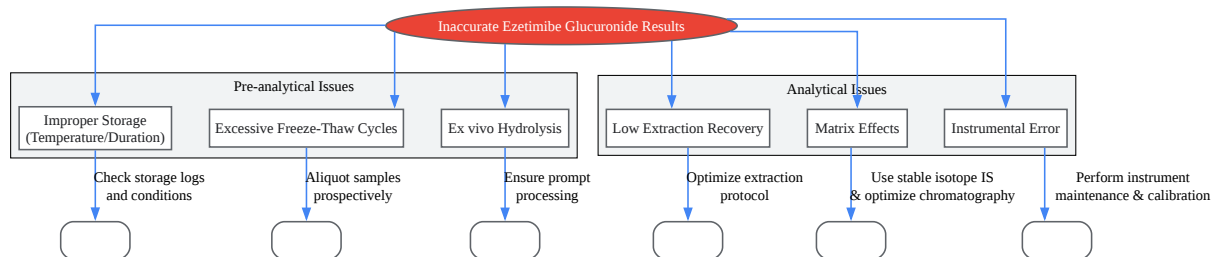 Inaccurate Ezetimibe Glucuronide Results
Pre-analytical Issues
Analytical Issues
Improper Storage
(Temperature/Duration)
Excessive Freeze-Thaw Cycles
Ex vivo Hydrolysis
Low Extraction Recovery
Matrix Effects
Instrumental Error
Check storage logs
and conditions
Aliquot samples
prospectively
Ensure prompt
processing
Optimize extraction
protocol
Use stable isotope IS
& optimize chromatography
Perform instrument
maintenance & calibration